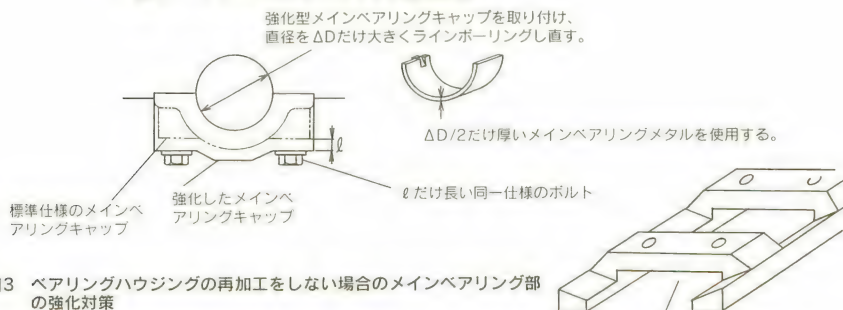 強化型メインベアリングキャップを取り付け、
直径をΔDだけ大きくラインボーリングし直す。
ΔD/2だけ厚いメインベアリングメタルを使用する。
ℓ
標準仕様のメインベ
アリングキャップ
強化したメインベ
アリングキャップ
ℓだけ長い同一仕様のボルト
3 ベアリングハウジングの再加工をしない場合のメインベアリング部
の強化対策